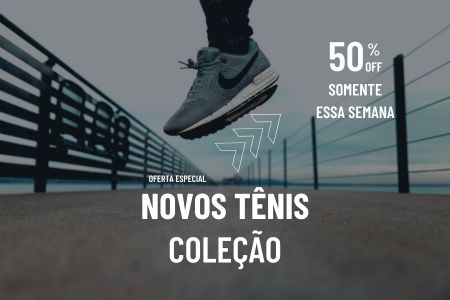 50% OFF
SOMENTE
ESSA SEMANA
OFERTA ESPECIAL
NOVOS TÊNIS
COLEÇÃO